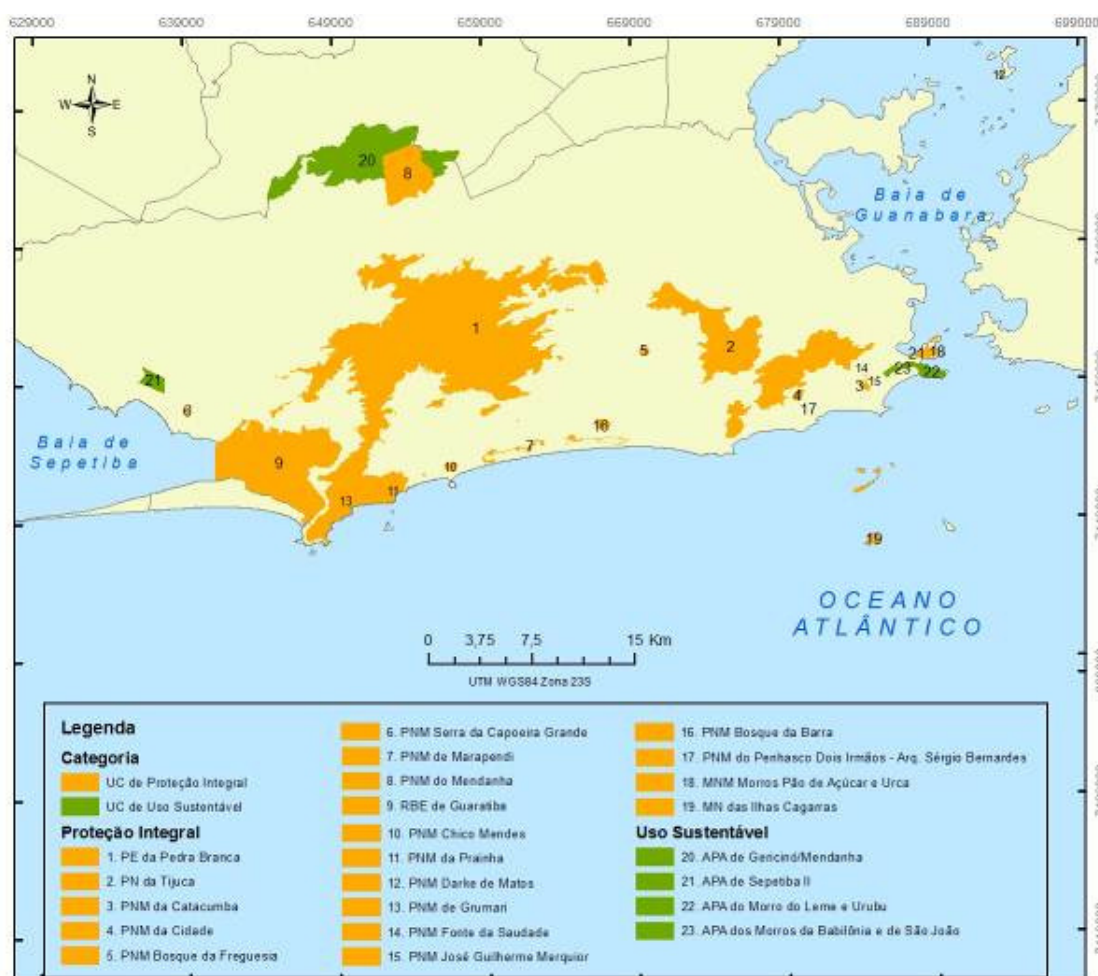 629000 639000 649000 659000 669000 679000 689000 699000
N
W E
S
12
20
8
Baía de
Guanabara
1
5
2
21
6
14
3
15
4
17
21 18
23 22
Baía de
Sepetiba
9
16
7
10
11
13
19
OCEANO
ATLÂNTICO
0 3,75 7,5 15 Km
UTM WGS84 Zona 23S
Legenda
Categoria
UC de Proteção Integral
UC de Uso Sustentável
Proteção Integral
1. PE da Pedra Branca
2. PN da Tijuca
3. PNM da Catacumba
4. PNM da Cidade
5. PNM Bosque da Freguesia
6. PNM Serra da Capoeira Grande
7. PNM de Marapendi
8. PNM do Mendanha
9. RBE de Guaratiba
10. PNM Chico Mendes
11. PNM da Prainha
12. PNM Darke de Matos
13. PNM de Grumari
14. PNM Fonte da Saudade
15. PNM José Guilherme Merquior
16. PNM Bosque da Barra
17. PNM do Penhasco Dois Irmãos - Arq. Sérgio Bernardes
18. MNM Morros Pão de Açúcar e Urca
19. MN das Ilhas Cagarras
Uso Sustentável
20. APA de Gericinó/Mendanha
21. APA de Sepetiba II
22. APA do Morro do Leme e Urubu
23. APA dos Morros da Babilônia e de São João